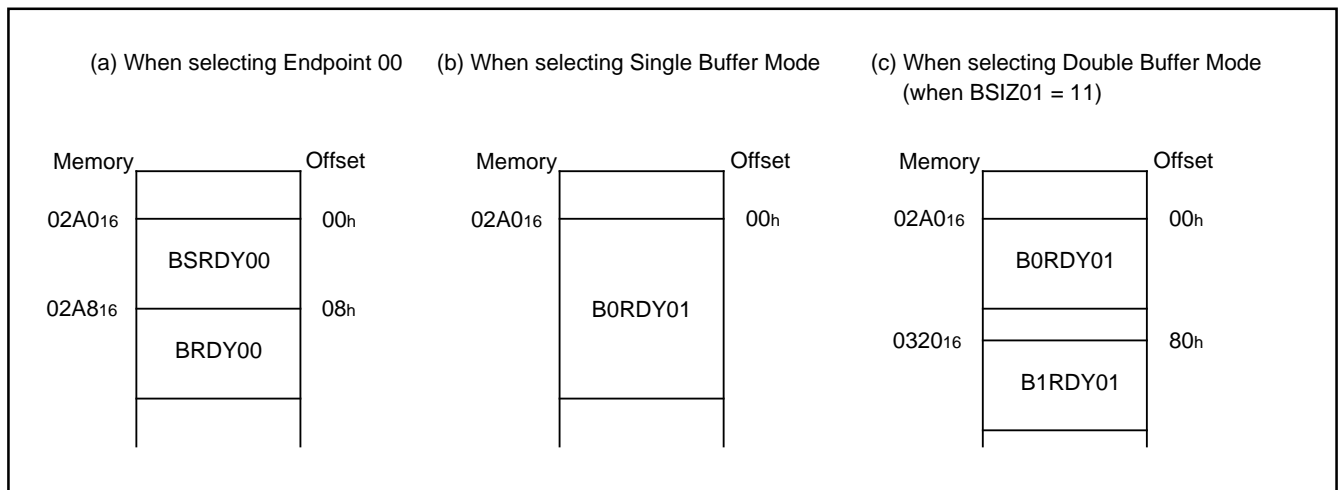 (a) When selecting Endpoint 00
Memory Offset
02A016 00h
BSRDY00
02A816 08h
BRDY00
(b) When selecting Single Buffer Mode
Memory Offset
02A016 00h
B0RDY01
(c) When selecting Double Buffer Mode
(when BSIZ01 = 11)
Memory Offset
02A016 00h
B0RDY01
032016 80h
B1RDY01